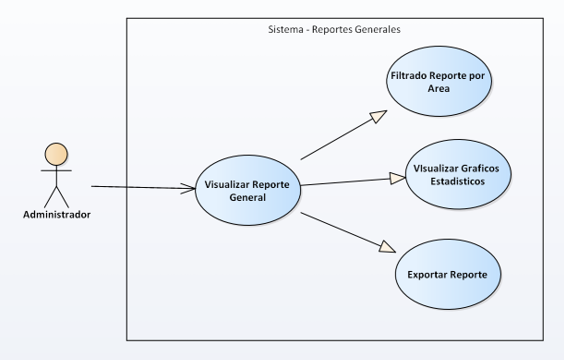 Sistema - Reportes Generales
Filtrado Reporte por
Area
VIsualizar Graficos
Estadisticos
Visualizar Reporte
General
Administrador
Exportar Reporte